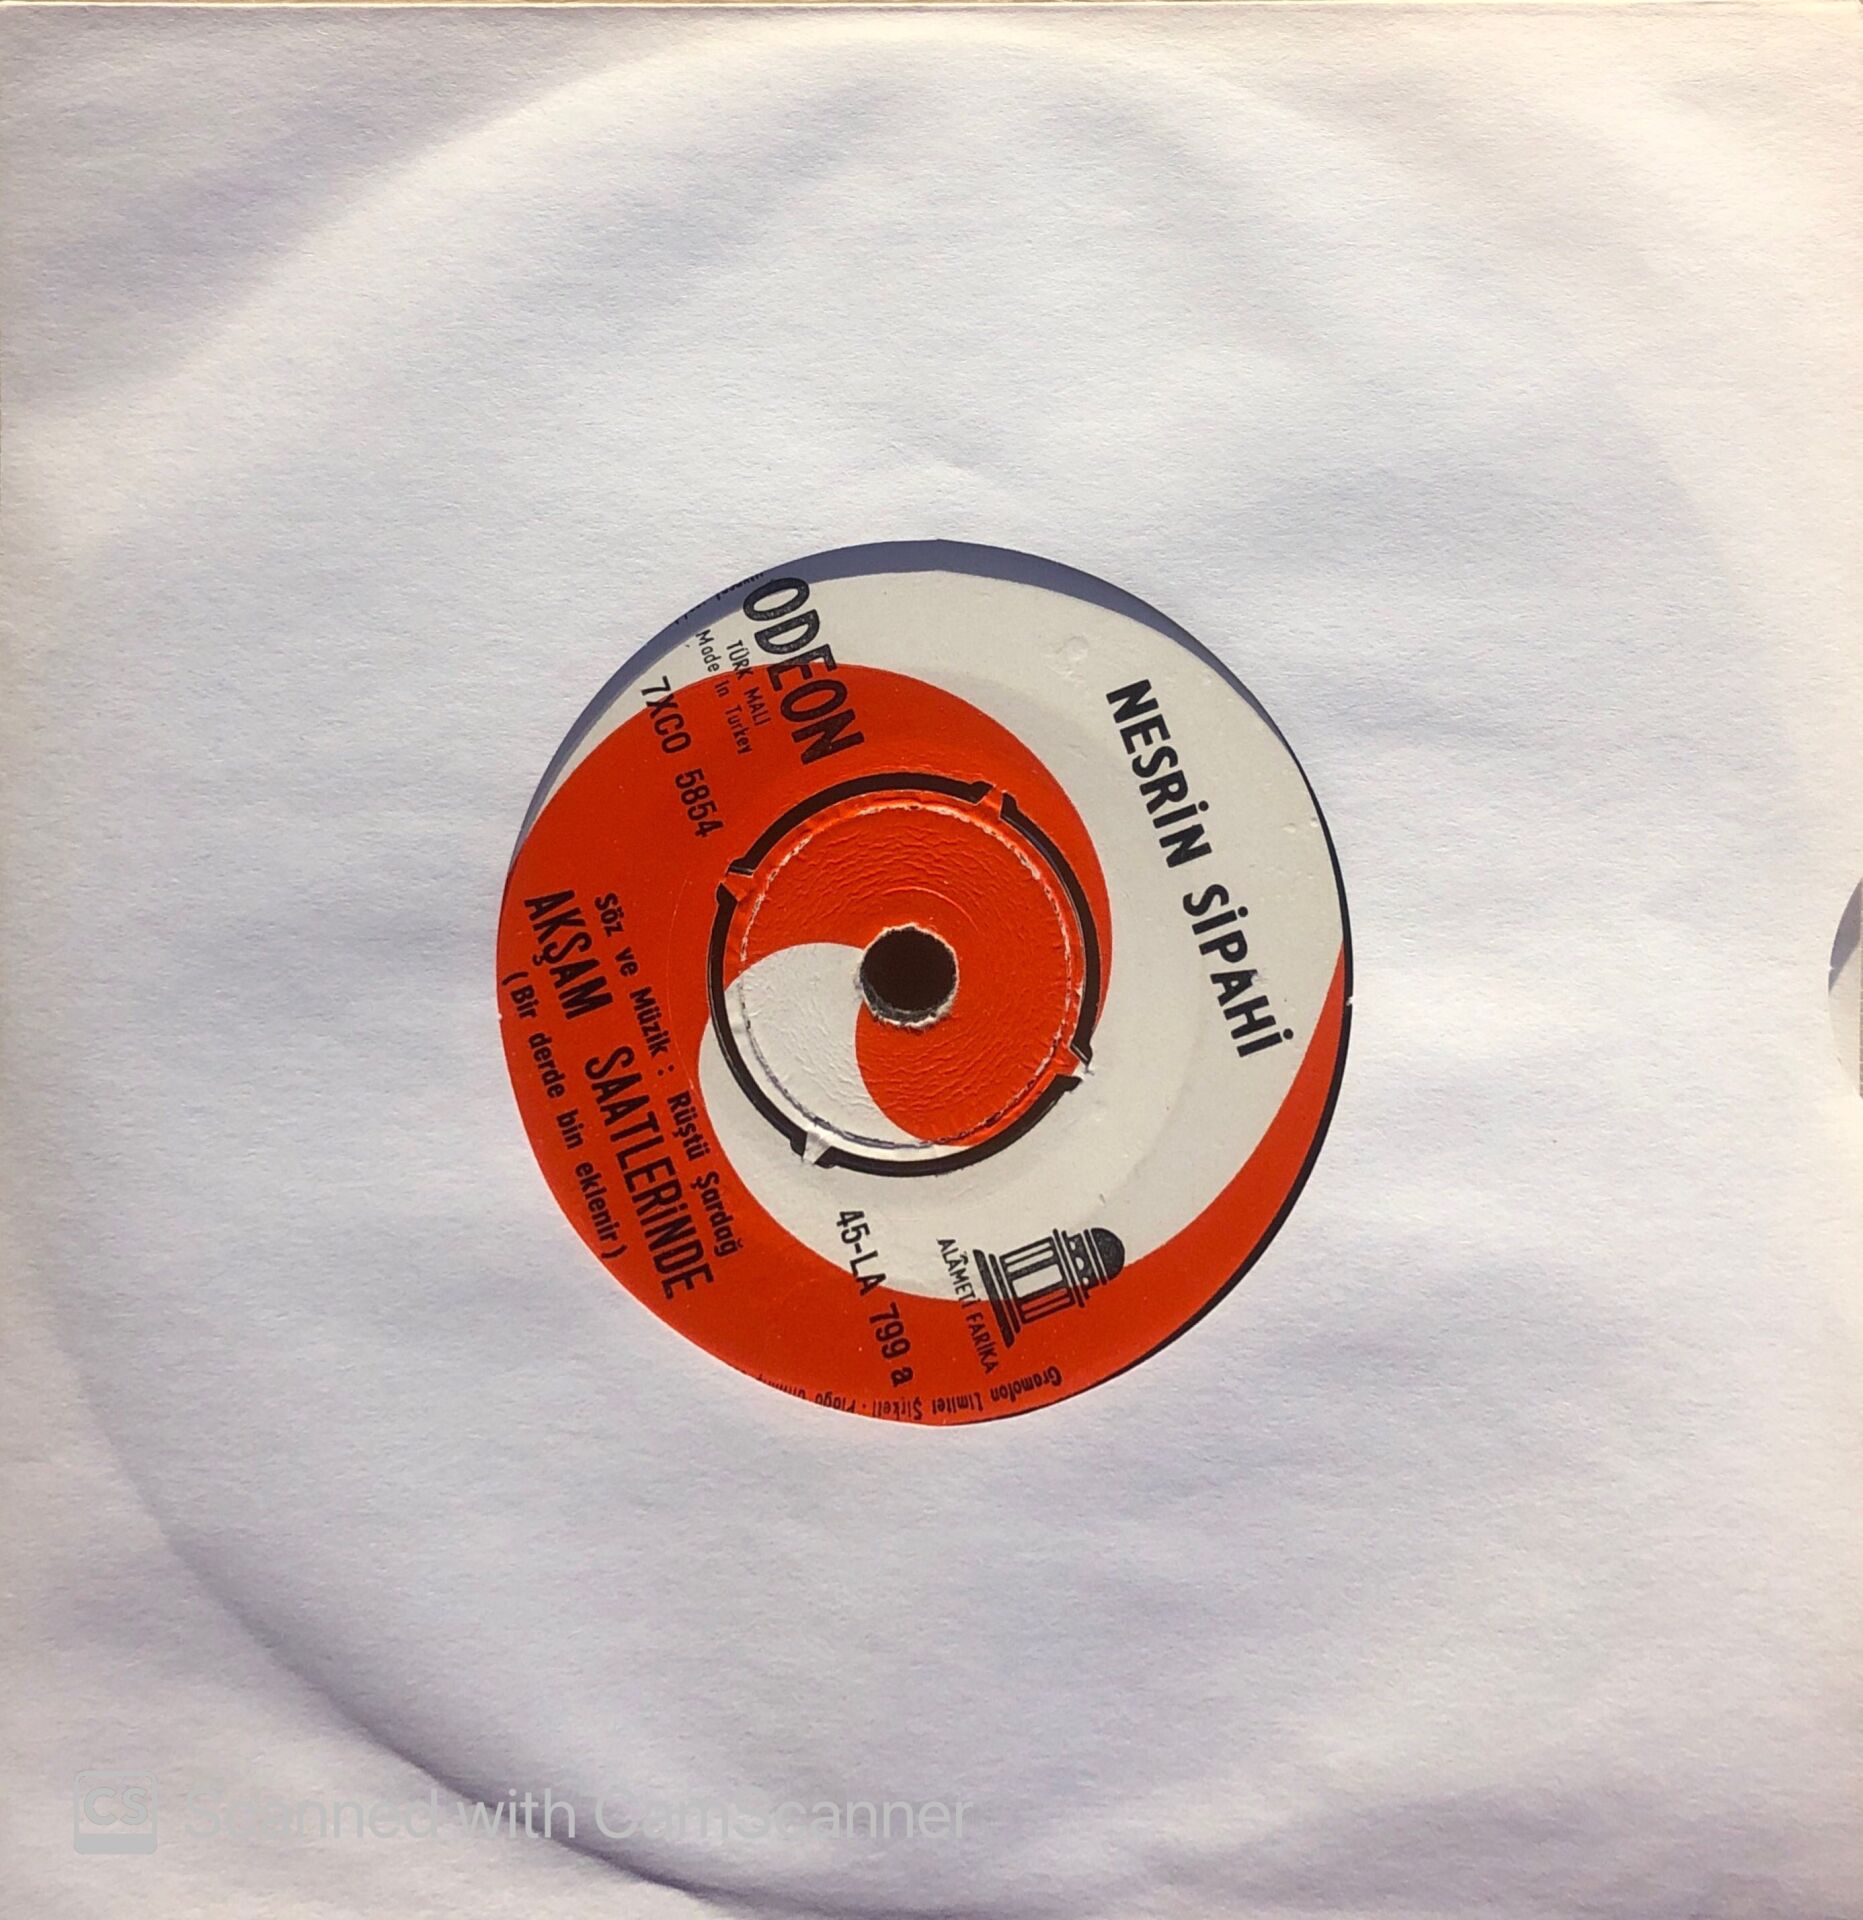 NESRİN SİPAHİ
ODEON
TÜRK MALI
Made in Turkey
7XCO 5854
ALÂMETİ FARİKA
45-LA 799 a
Söz ve Müzik : Rüştü Şardağ
AKŞAM SAATLERİNDE
(Bir derde bin eklenir)
Gramofon Limitet Şirketi
CS Scanned with CamScanner